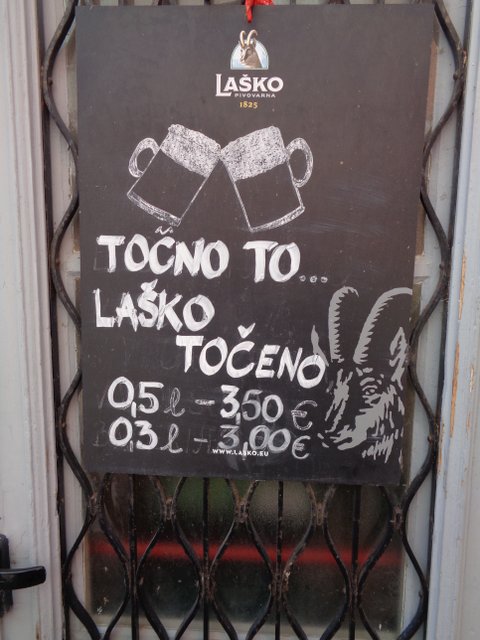 LAŠKO
PIVOVARNA
1825
TOČNO TO...
LAŠKO
TOČENO
0,5 l - 3,50 €
0,3 l - 3,00 €
WWW.LASKO.EU